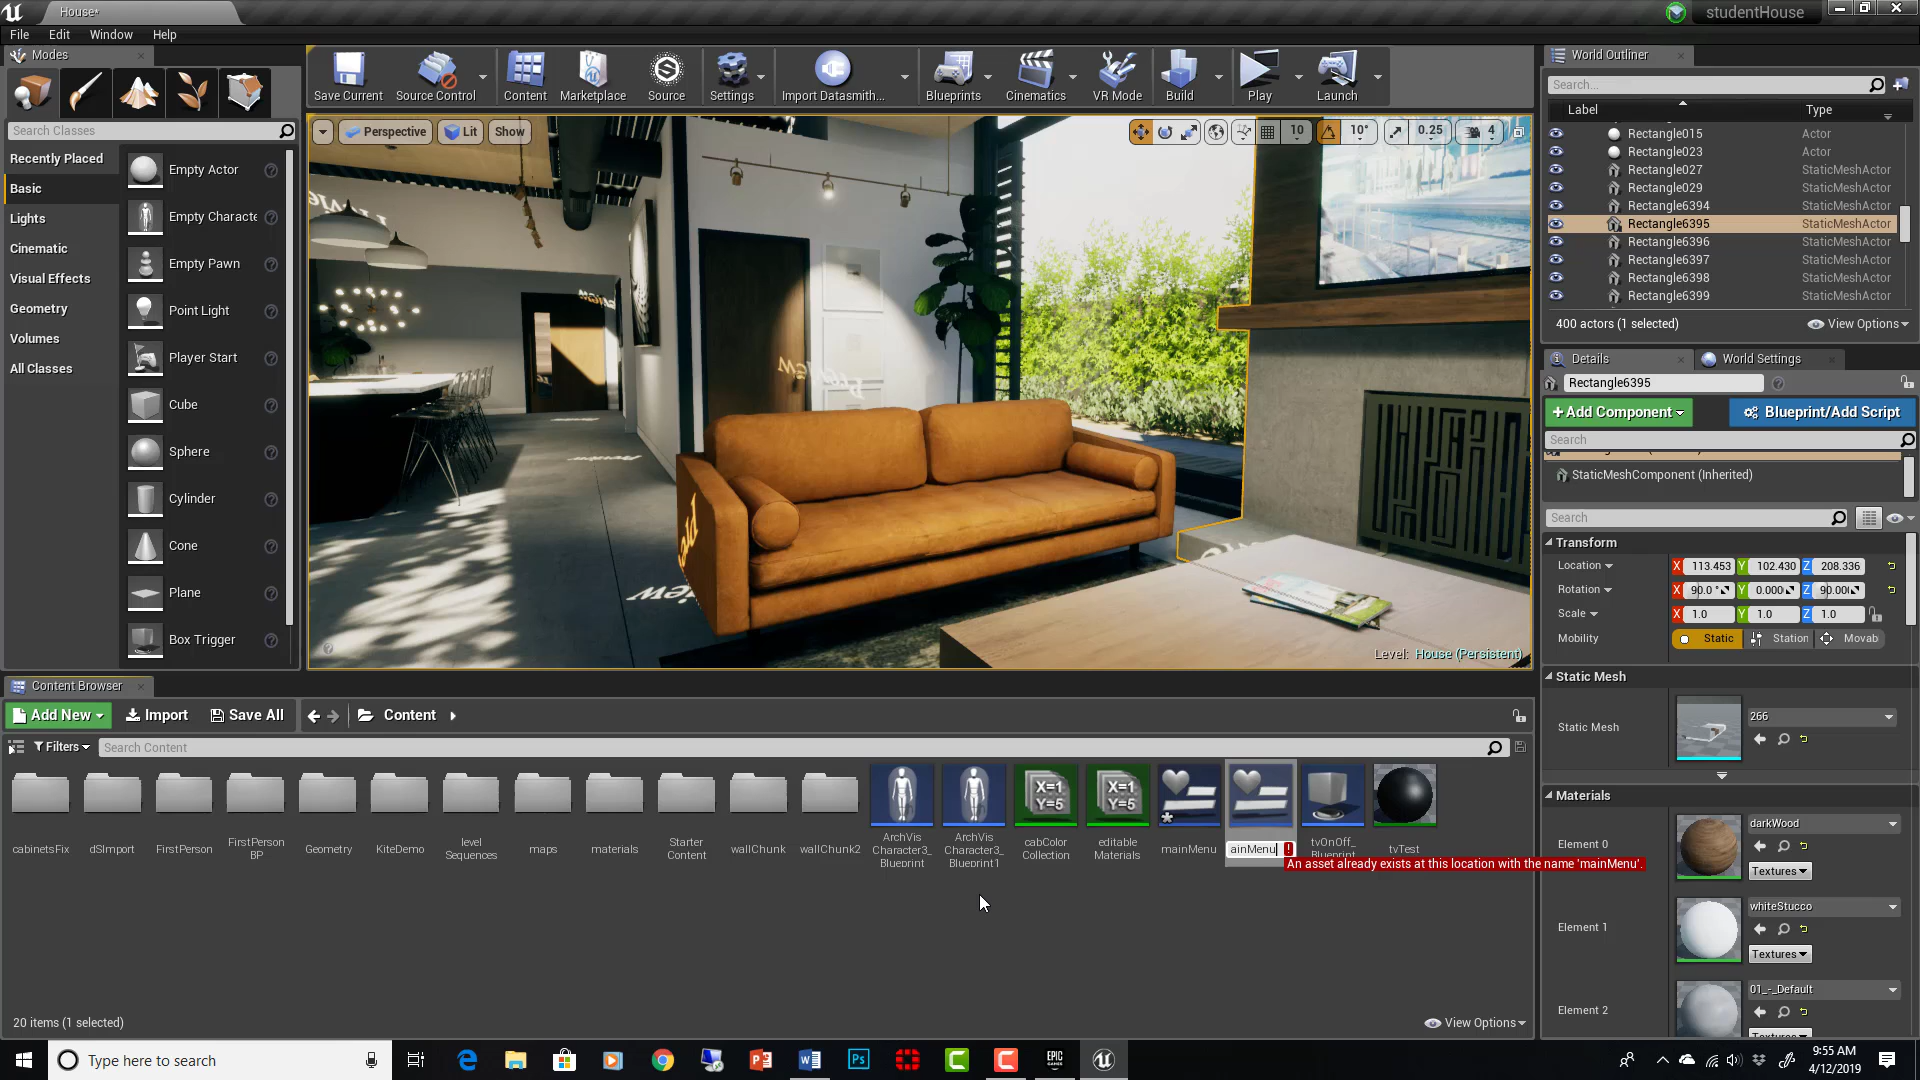 House*
studentHouse
File Edit Window Help
Modes
Search Classes
Recently Placed
Basic
Lights
Cinematic
Visual Effects
Geometry
Volumes
All Classes
Empty Actor
Empty Characte
Empty Pawn
Point Light
Player Start
Cube
Sphere
Cylinder
Cone
Plane
Box Trigger
Save Current Source Control Content Marketplace Source Settings Import Datasmith... Blueprints Cinematics VR Mode Build Play Launch
Perspective Lit Show
10 10° 0.25 4
Level: House (Persistent)
World Outliner
Search...
Label Type
Rectangle015 Actor
Rectangle023 Actor
Rectangle027 StaticMeshActor
Rectangle029 StaticMeshActor
Rectangle6394 StaticMeshActor
Rectangle6395 StaticMeshActor
Rectangle6396 StaticMeshActor
Rectangle6397 StaticMeshActor
Rectangle6398 StaticMeshActor
Rectangle6399 StaticMeshActor
400 actors (1 selected) View Options
Details World Settings
Rectangle6395
+Add Component Blueprint/Add Script
Search
StaticMeshComponent (Inherited)
Search
Transform
Location X 113.453 Y 102.430 Z 208.336
Rotation X 90.0 ° Y 0.000 Z 90.00
Scale X 1.0 Y 1.0 Z 1.0
Mobility Static Station Movab
Static Mesh
Static Mesh 266
Materials
Element 0 darkWood
Textures
Element 1 whiteStucco
Textures
Element 2 01_-_Default
Content Browser
Add New Import Save All Content
Filters Search Content
cabinetsFix
dSImport
FirstPerson
FirstPerson
BP
Geometry
KiteDemo
level
Sequences
maps
materials
Starter
Content
wallChunk
wallChunk2
ArchVis
Character3_
Blueprint
ArchVis
Character3_
Blueprint1
X=1
Y=5
cabColor
Collection
X=1
Y=5
editable
Materials
mainMenu
ainMenu !
tvOnOff_
Blueprint
tvTest
An asset already exists at this location with the name 'mainMenu'.
20 items (1 selected) View Options
Type here to search
EPIC
GAMES
9:55 AM
4/12/2019